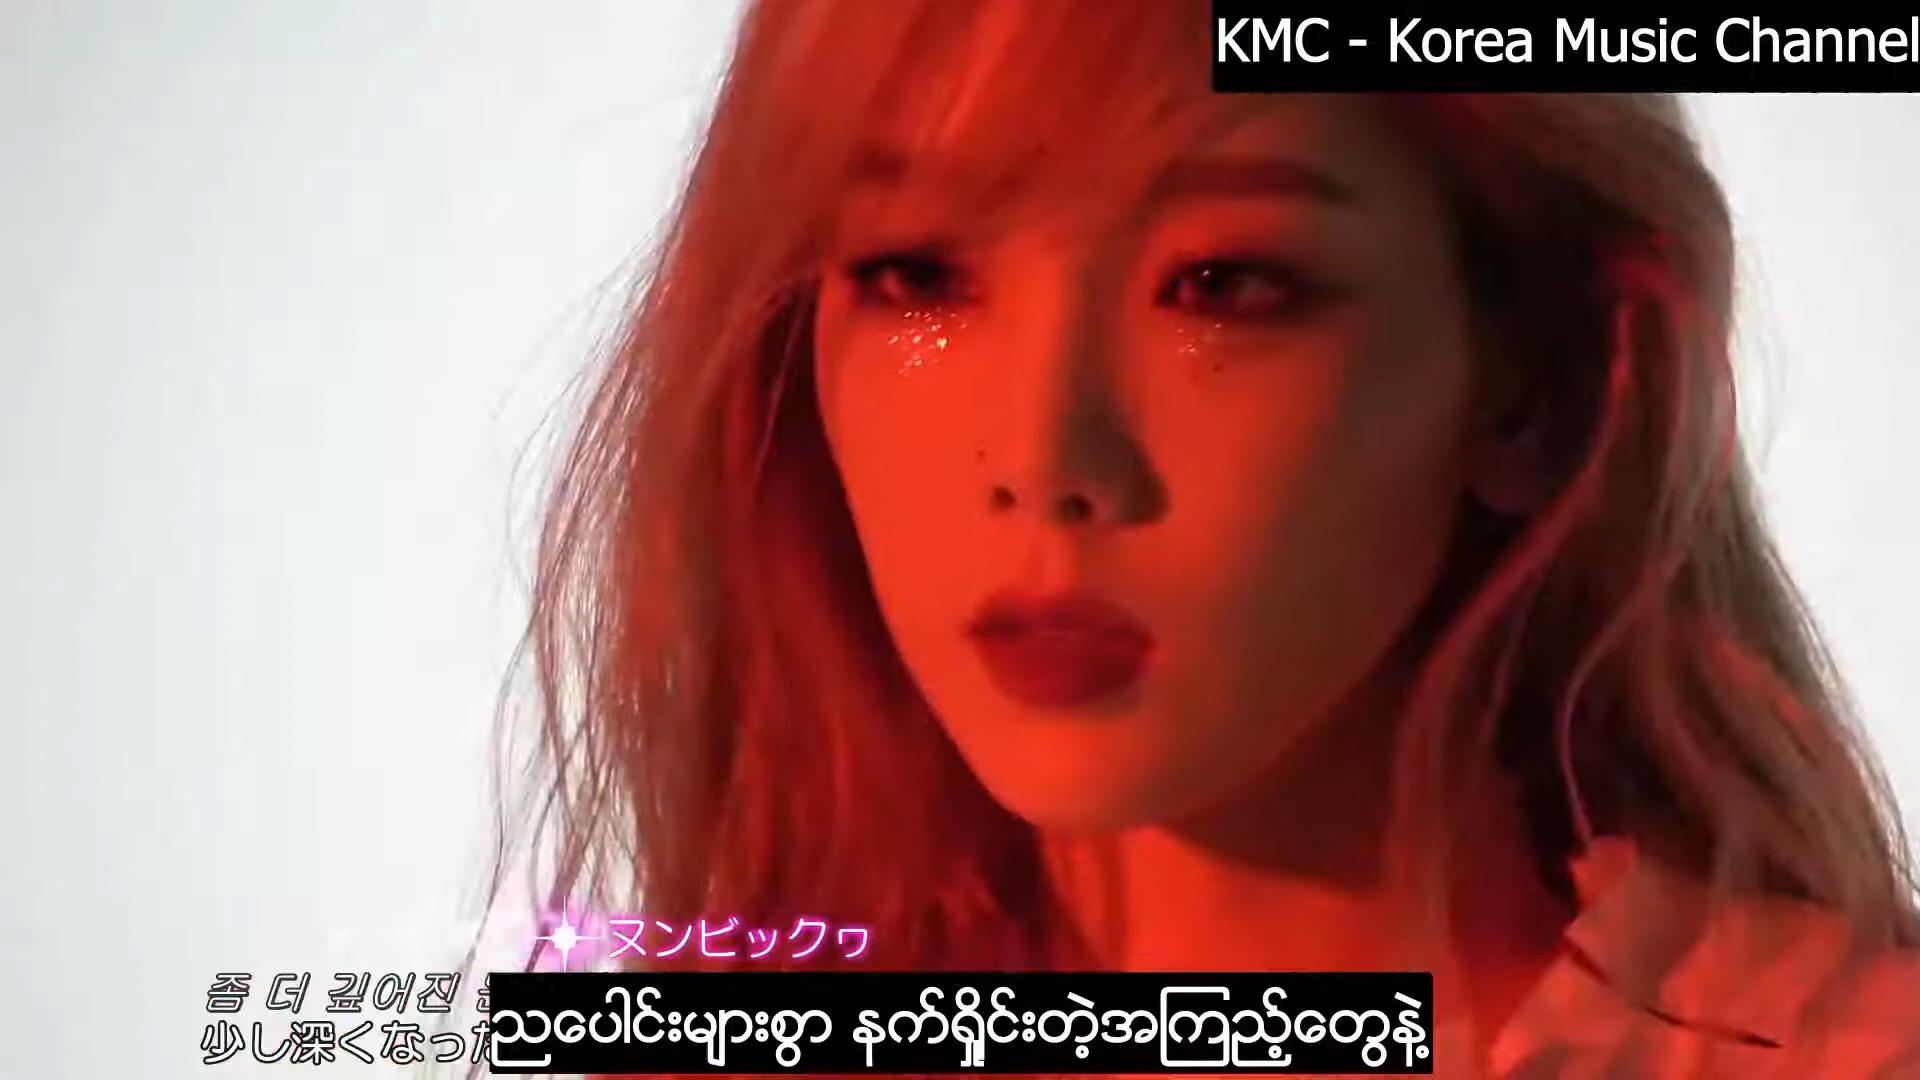 KMC - Korea Music Channel
ヌンビックヮ
좀 더 깊어진
少し深くなった
ညပေါင်းများစွာ နက်ရှိုင်းတဲ့အကြည့်တွေနဲ့